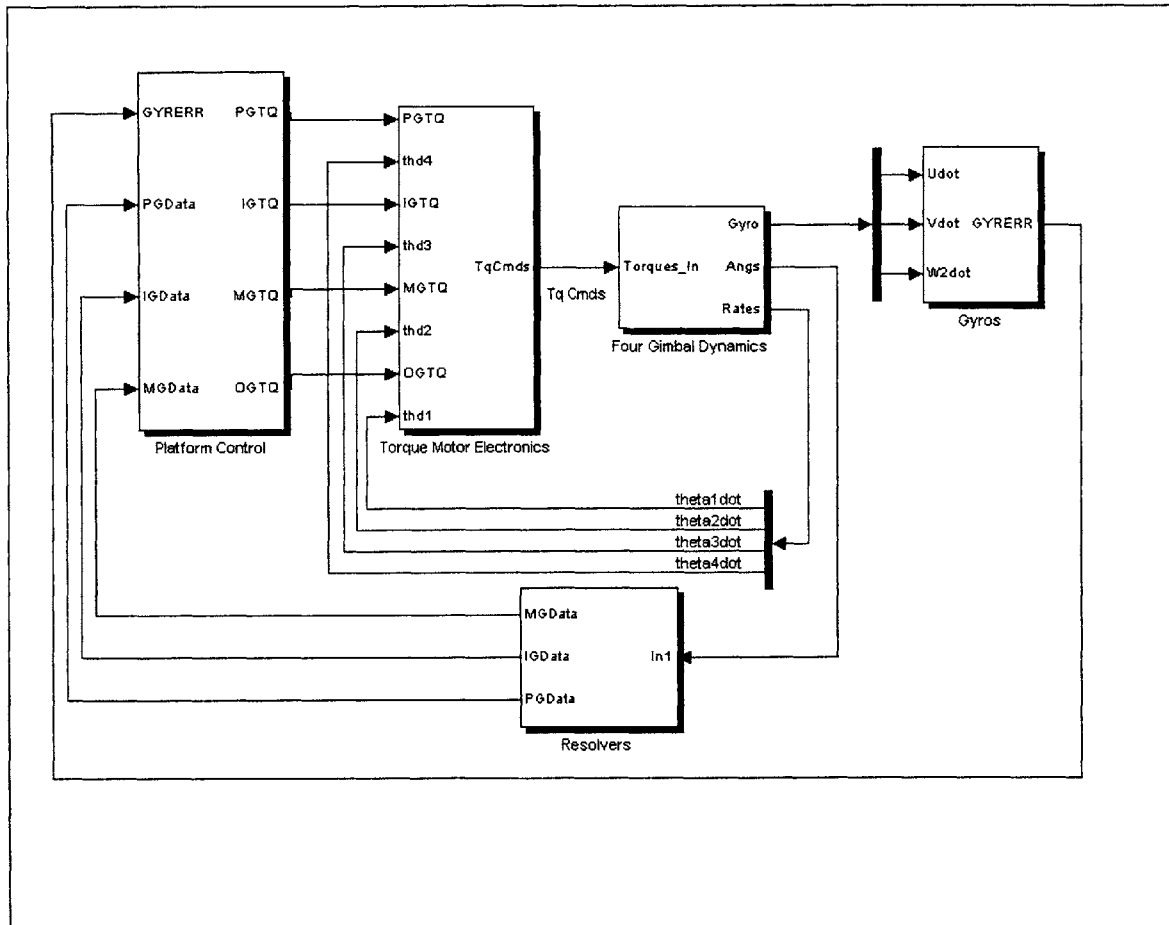 GYRERR PGTQ
PGData IGTQ
IGData MGTQ
MGData OGTQ
Platform Control
PGTQ
thd4
IGTQ
thd3
TqCmds
MGTQ
thd2
OGTQ
thd1
Torque Motor Electronics
Tq Cmds
Gyro
Torques_In Angs
Rates
Four Gimbal Dynamics
Udot
Vdot GYRERR
W2dot
Gyros
theta1dot
theta2dot
theta3dot
theta4dot
MGData
IGData In1
PGData
Resolvers